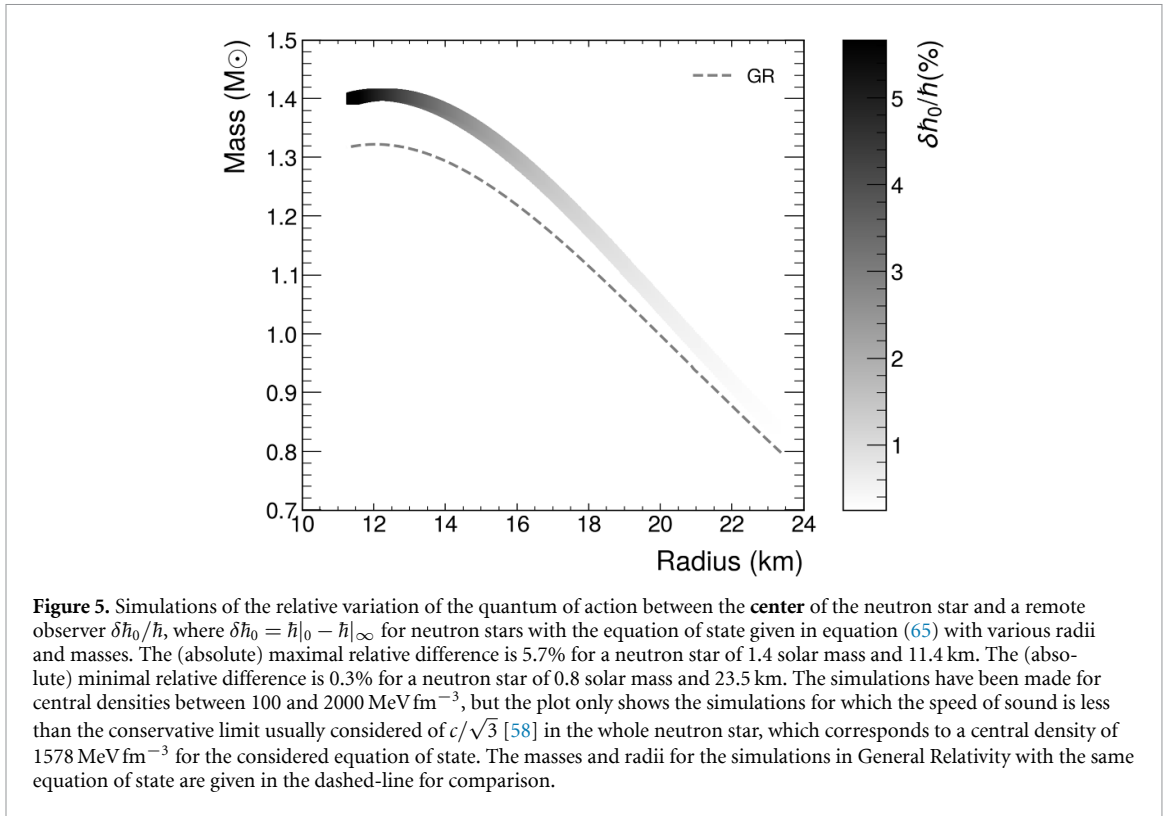 1.5
1.4
1.3
1.2
1.1
1.0
0.9
0.8
0.7
Mass (M⊙)
10 12 14 16 18 20 22 24
Radius (km)
GR
5
4
3
2
1
δℏ₀/ℏ(%)
Figure 5. Simulations of the relative variation of the quantum of action between the center of the neutron star and a remote
observer δℏ₀/ℏ, where δℏ₀ = ℏ|₀ − ℏ|∞ for neutron stars with the equation of state given in equation (65) with various radii
and masses. The (absolute) maximal relative difference is 5.7% for a neutron star of 1.4 solar mass and 11.4 km. The (abso-
lute) minimal relative difference is 0.3% for a neutron star of 0.8 solar mass and 23.5 km. The simulations have been made for
central densities between 100 and 2000 MeV fm⁻³, but the plot only shows the simulations for which the speed of sound is less
than the conservative limit usually considered of c/√3 [58] in the whole neutron star, which corresponds to a central density of
1578 MeV fm⁻³ for the considered equation of state. The masses and radii for the simulations in General Relativity with the same
equation of state are given in the dashed-line for comparison.